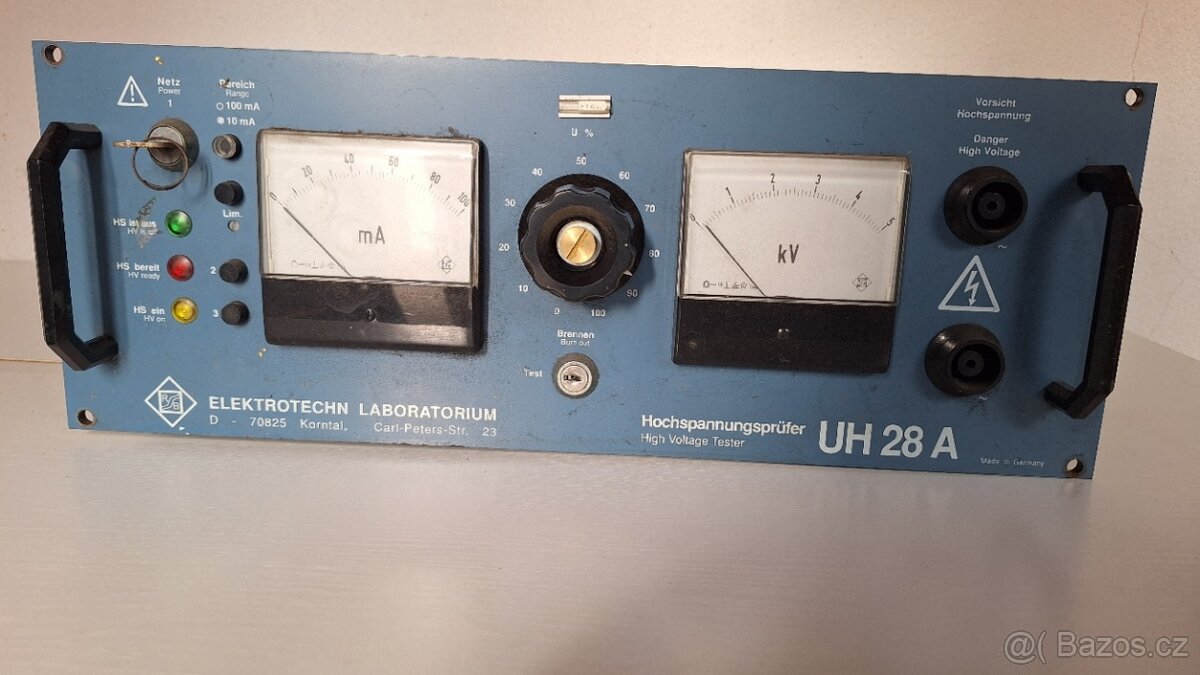 Netz
Power
1
Bereich
Range
100 mA
10 mA
Lim.
HS ist aus
HV is off
HS bereit
HV ready
2
HS ein
HV on
3
0 20 40 60 80 100
mA
U %
0 10 20 30 40 50 60 70 80 90 100
Brennen
Burn out
Test
0 1 2 3 4 5
kV
Vorsicht
Hochspannung
Danger
High Voltage
~
~
RSB
ELEKTROTECHN LABORATORIUM
D - 70825 Korntal, Carl-Peters-Str. 23
Hochspannungsprüfer
High Voltage Tester
UH 28 A
Made in Germany
@( Bazos.cz